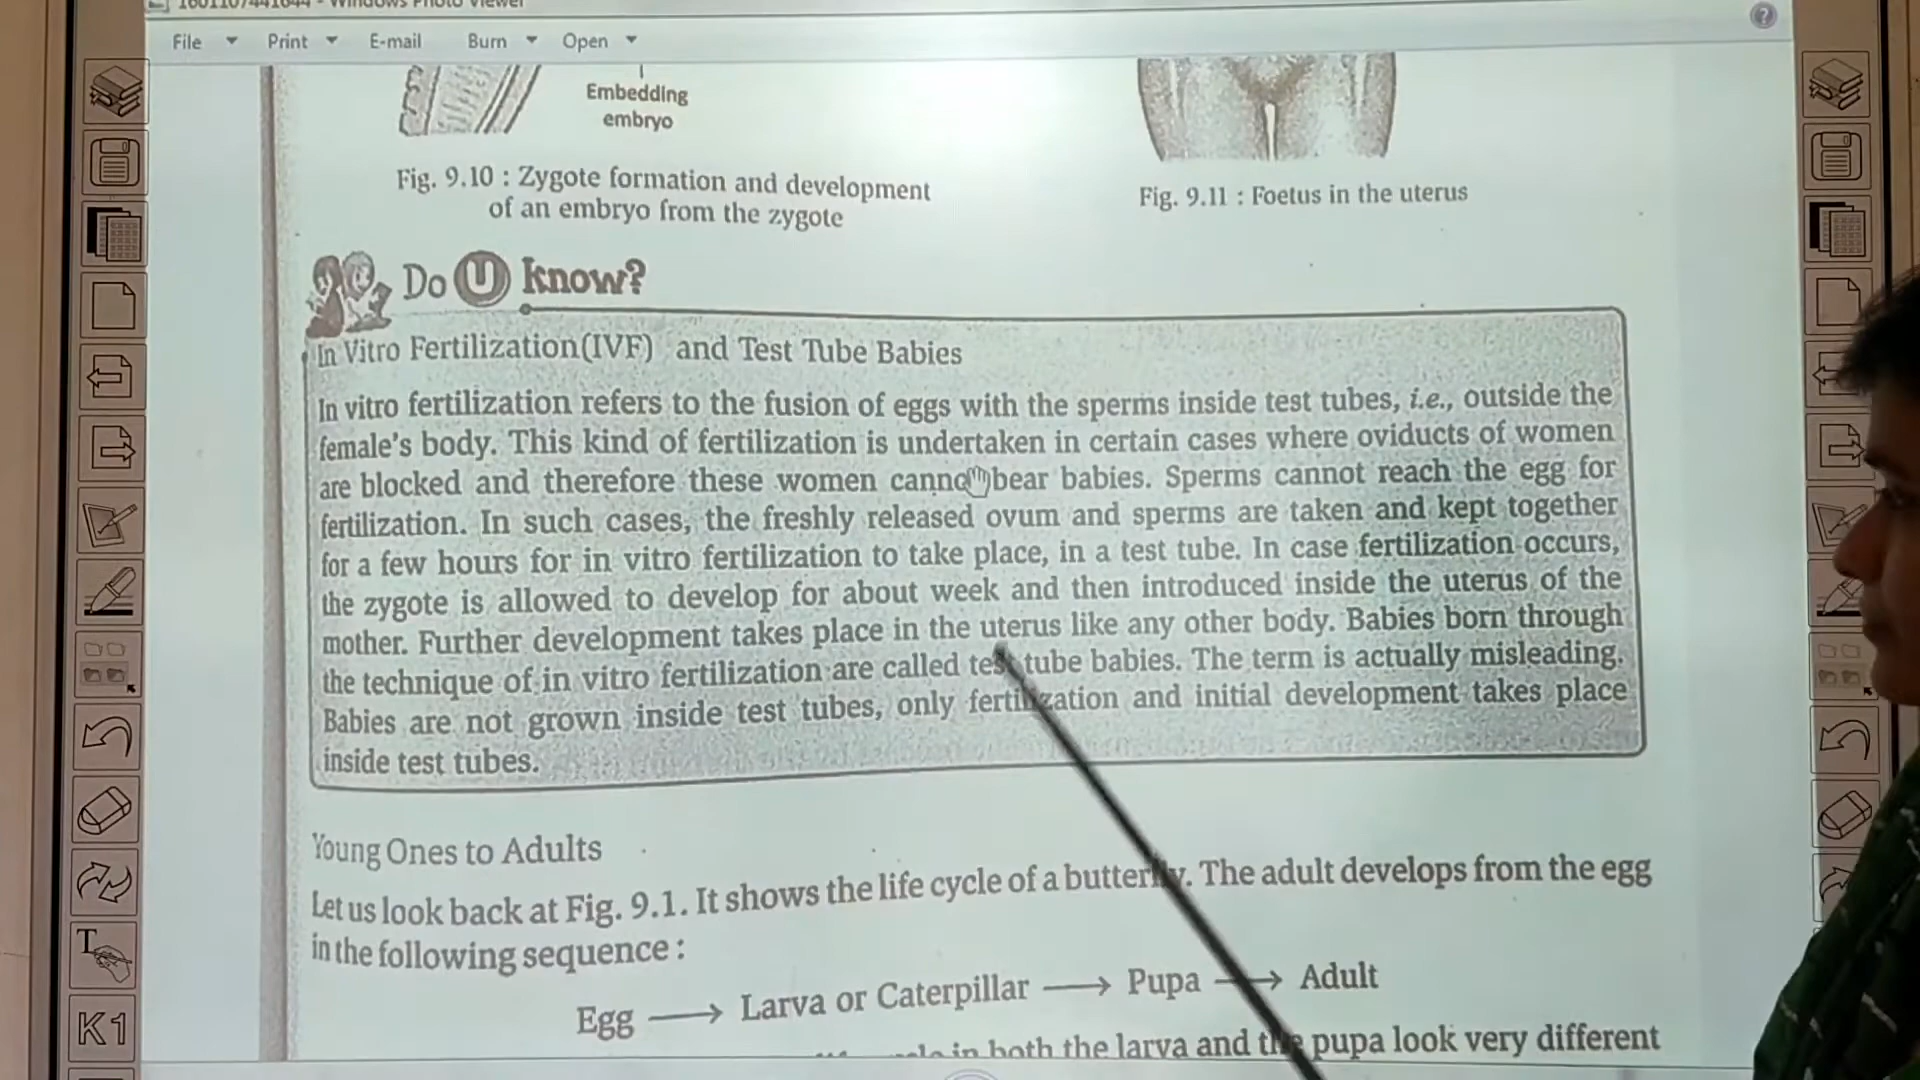 1601107441644 - Windows Photo Viewer
File Print E-mail Burn Open
Embedding
embryo
Fig. 9.10 : Zygote formation and development
of an embryo from the zygote
Fig. 9.11 : Foetus in the uterus
Do U know?
In Vitro Fertilization(IVF) and Test Tube Babies
In vitro fertilization refers to the fusion of eggs with the sperms inside test tubes, i.e., outside the
female's body. This kind of fertilization is undertaken in certain cases where oviducts of women
are blocked and therefore these women cannot bear babies. Sperms cannot reach the egg for
fertilization. In such cases, the freshly released ovum and sperms are taken and kept together
for a few hours for in vitro fertilization to take place, in a test tube. In case fertilization occurs,
the zygote is allowed to develop for about week and then introduced inside the uterus of the
mother. Further development takes place in the uterus like any other body. Babies born through
the technique of in vitro fertilization are called test tube babies. The term is actually misleading.
Babies are not grown inside test tubes, only fertilization and initial development takes place
inside test tubes.
Young Ones to Adults
Let us look back at Fig. 9.1. It shows the life cycle of a butterfly. The adult develops from the egg
in the following sequence :
Egg → Larva or Caterpillar → Pupa → Adult
in both the larva and the pupa look very different
T
K1